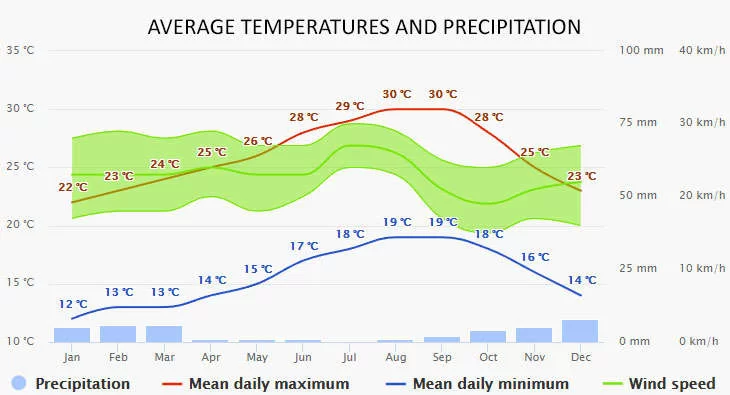 AVERAGE TEMPERATURES AND PRECIPITATION
35 °C 100 mm 40 km/h
30 °C 75 mm 30 km/h
25 °C 50 mm 20 km/h
20 °C 25 mm 10 km/h
15 °C 0 mm 0 km/h
10 °C
22 °C 23 °C 24 °C 25 °C 26 °C 28 °C 29 °C 30 °C 30 °C 28 °C 25 °C 23 °C
12 °C 13 °C 13 °C 14 °C 15 °C 17 °C 18 °C 19 °C 19 °C 18 °C 16 °C 14 °C
Jan Feb Mar Apr May Jun Jul Aug Sep Oct Nov Dec
Precipitation Mean daily maximum Mean daily minimum Wind speed